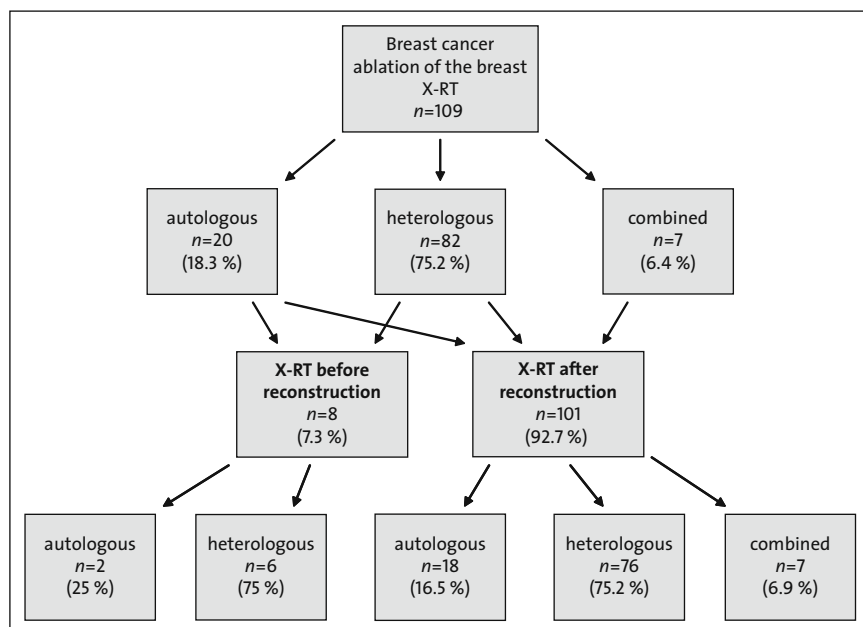 Breast cancer
ablation of the breast
X-RT
n=109
autologous
n=20
(18.3 %)
heterologous
n=82
(75.2 %)
combined
n=7
(6.4 %)
X-RT before
reconstruction
n=8
(7.3 %)
X-RT after
reconstruction
n=101
(92.7 %)
autologous
n=2
(25 %)
heterologous
n=6
(75 %)
autologous
n=18
(16.5 %)
heterologous
n=76
(75.2 %)
combined
n=7
(6.9 %)